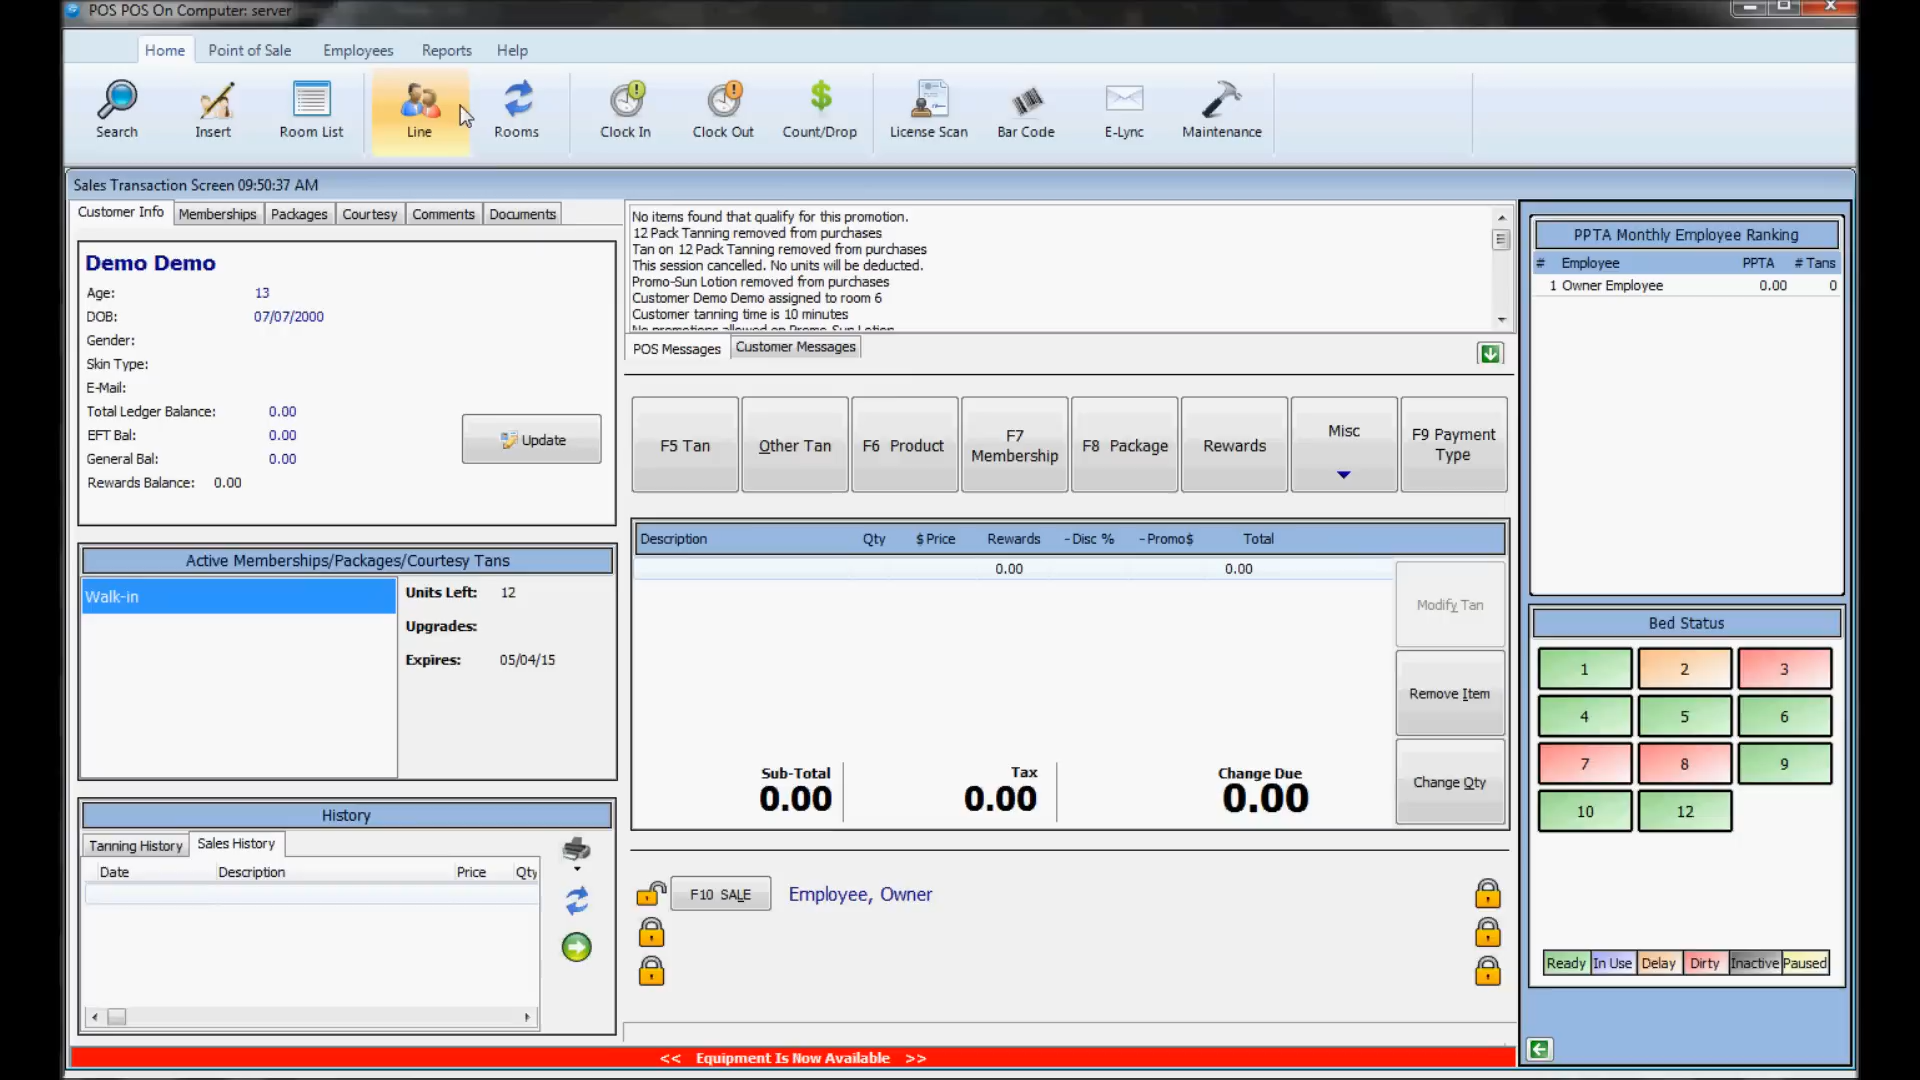 POS POS On Computer: server
Home Point of Sale Employees Reports Help
Search Insert Room List Line Rooms Clock In Clock Out Count/Drop License Scan Bar Code E-Lync Maintenance
Sales Transaction Screen 09:50:37 AM
Customer Info Memberships Packages Courtesy Comments Documents
Demo Demo
Age: 13
DOB: 07/07/2000
Gender:
Skin Type:
E-Mail:
Total Ledger Balance: 0.00
EFT Bal: 0.00
General Bal: 0.00
Rewards Balance: 0.00
Update
Active Memberships/Packages/Courtesy Tans
Walk-in
Units Left: 12
Upgrades:
Expires: 05/04/15
History
Tanning History Sales History
Date Description Price Qty
No items found that qualify for this promotion.
12 Pack Tanning removed from purchases
Tan on 12 Pack Tanning removed from purchases
This session cancelled. No units will be deducted.
Promo-Sun Lotion removed from purchases
Customer Demo Demo assigned to room 6
Customer tanning time is 10 minutes
No promotions allowed on Promo-Sun Lotion
POS Messages Customer Messages
F5 Tan Other Tan F6 Product F7 Membership F8 Package Rewards Misc F9 Payment Type
Description Qty $ Price Rewards - Disc % - Promo$ Total
0.00 0.00
Modify Tan
Remove Item
Change Qty
Sub-Total Tax Change Due
0.00 0.00 0.00
F10 SALE Employee, Owner
<< Equipment Is Now Available >>
PPTA Monthly Employee Ranking
# Employee PPTA # Tans
1 Owner Employee 0.00 0
Bed Status
1 2 3
4 5 6
7 8 9
10 12
Ready In Use Delay Dirty Inactive Paused